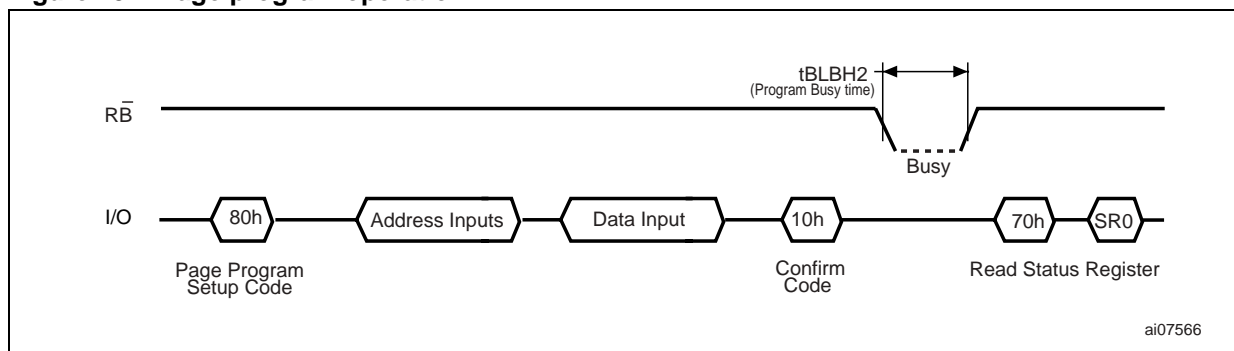 tBLBH2
(Program Busy time)
RB̅
Busy
I/O
80h
Address Inputs
Data Input
10h
70h
SR0
Page Program
Setup Code
Confirm
Code
Read Status Register
ai07566